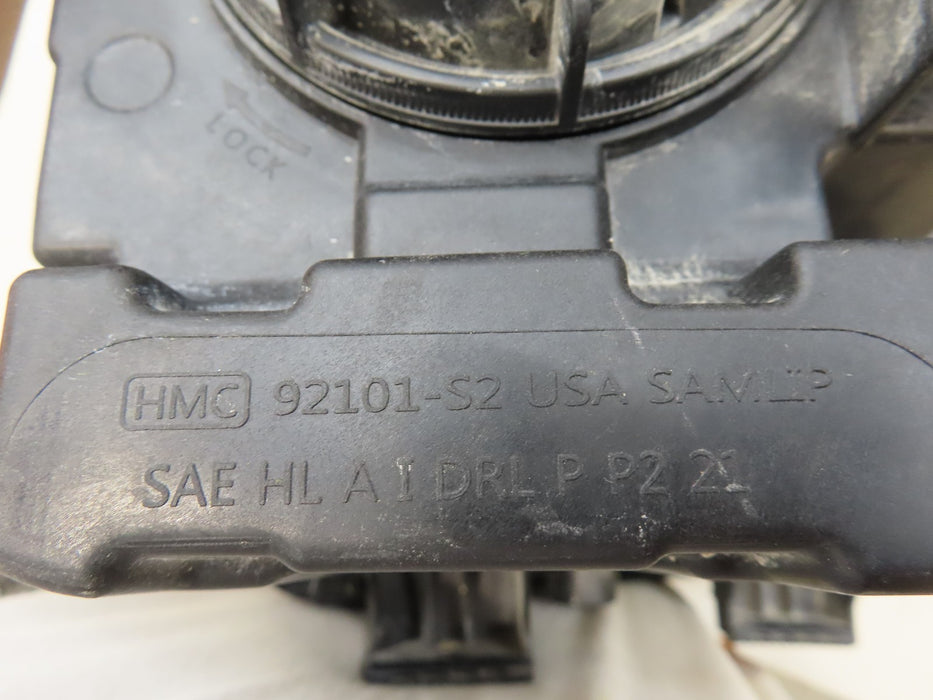 LOCK
HMC 92101-S2 USA SAMLIP
SAE HL A I DRL P P2 21